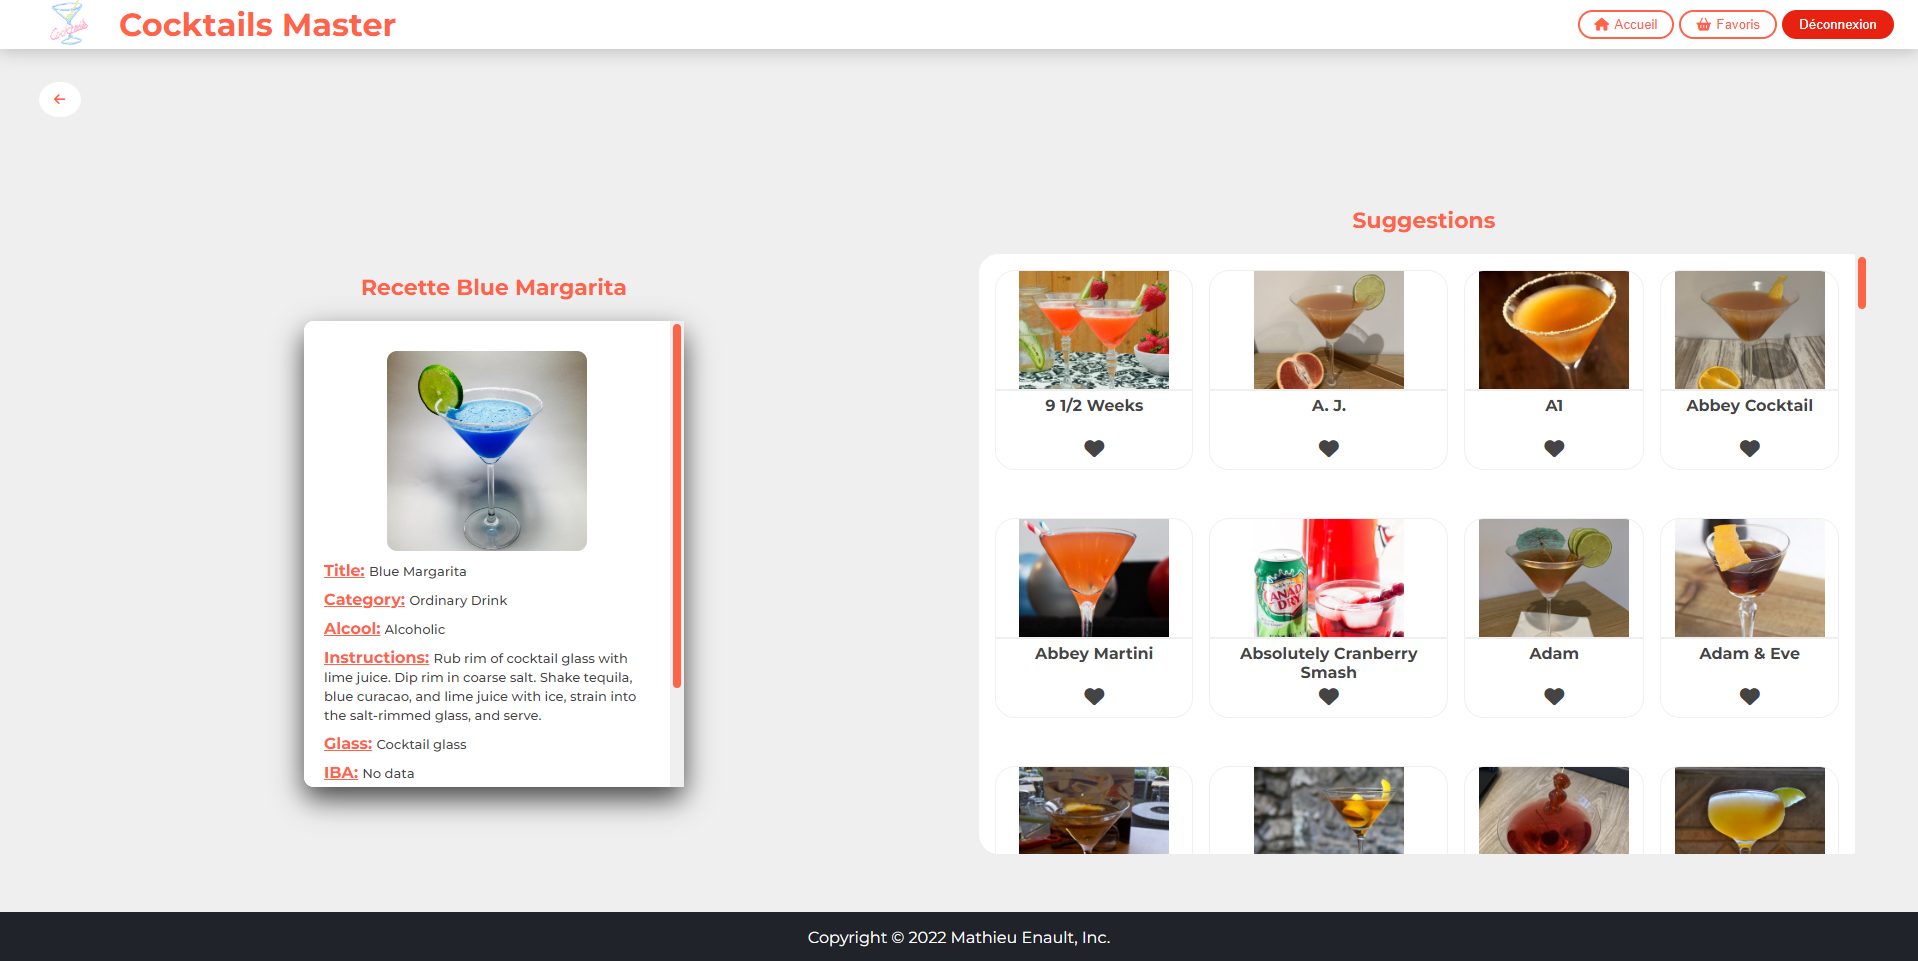 Cocktails
Cocktails Master
Accueil
Favoris
Déconnexion
Recette Blue Margarita
Title: Blue Margarita
Category: Ordinary Drink
Alcool: Alcoholic
Instructions: Rub rim of cocktail glass with
lime juice. Dip rim in coarse salt. Shake tequila,
blue curacao, and lime juice with ice, strain into
the salt-rimmed glass, and serve.
Glass: Cocktail glass
IBA: No data
Suggestions
9 1/2 Weeks
A. J.
A1
Abbey Cocktail
CANADA
DRY
Abbey Martini
Absolutely Cranberry
Smash
Adam
Adam & Eve
Copyright © 2022 Mathieu Enault, Inc.